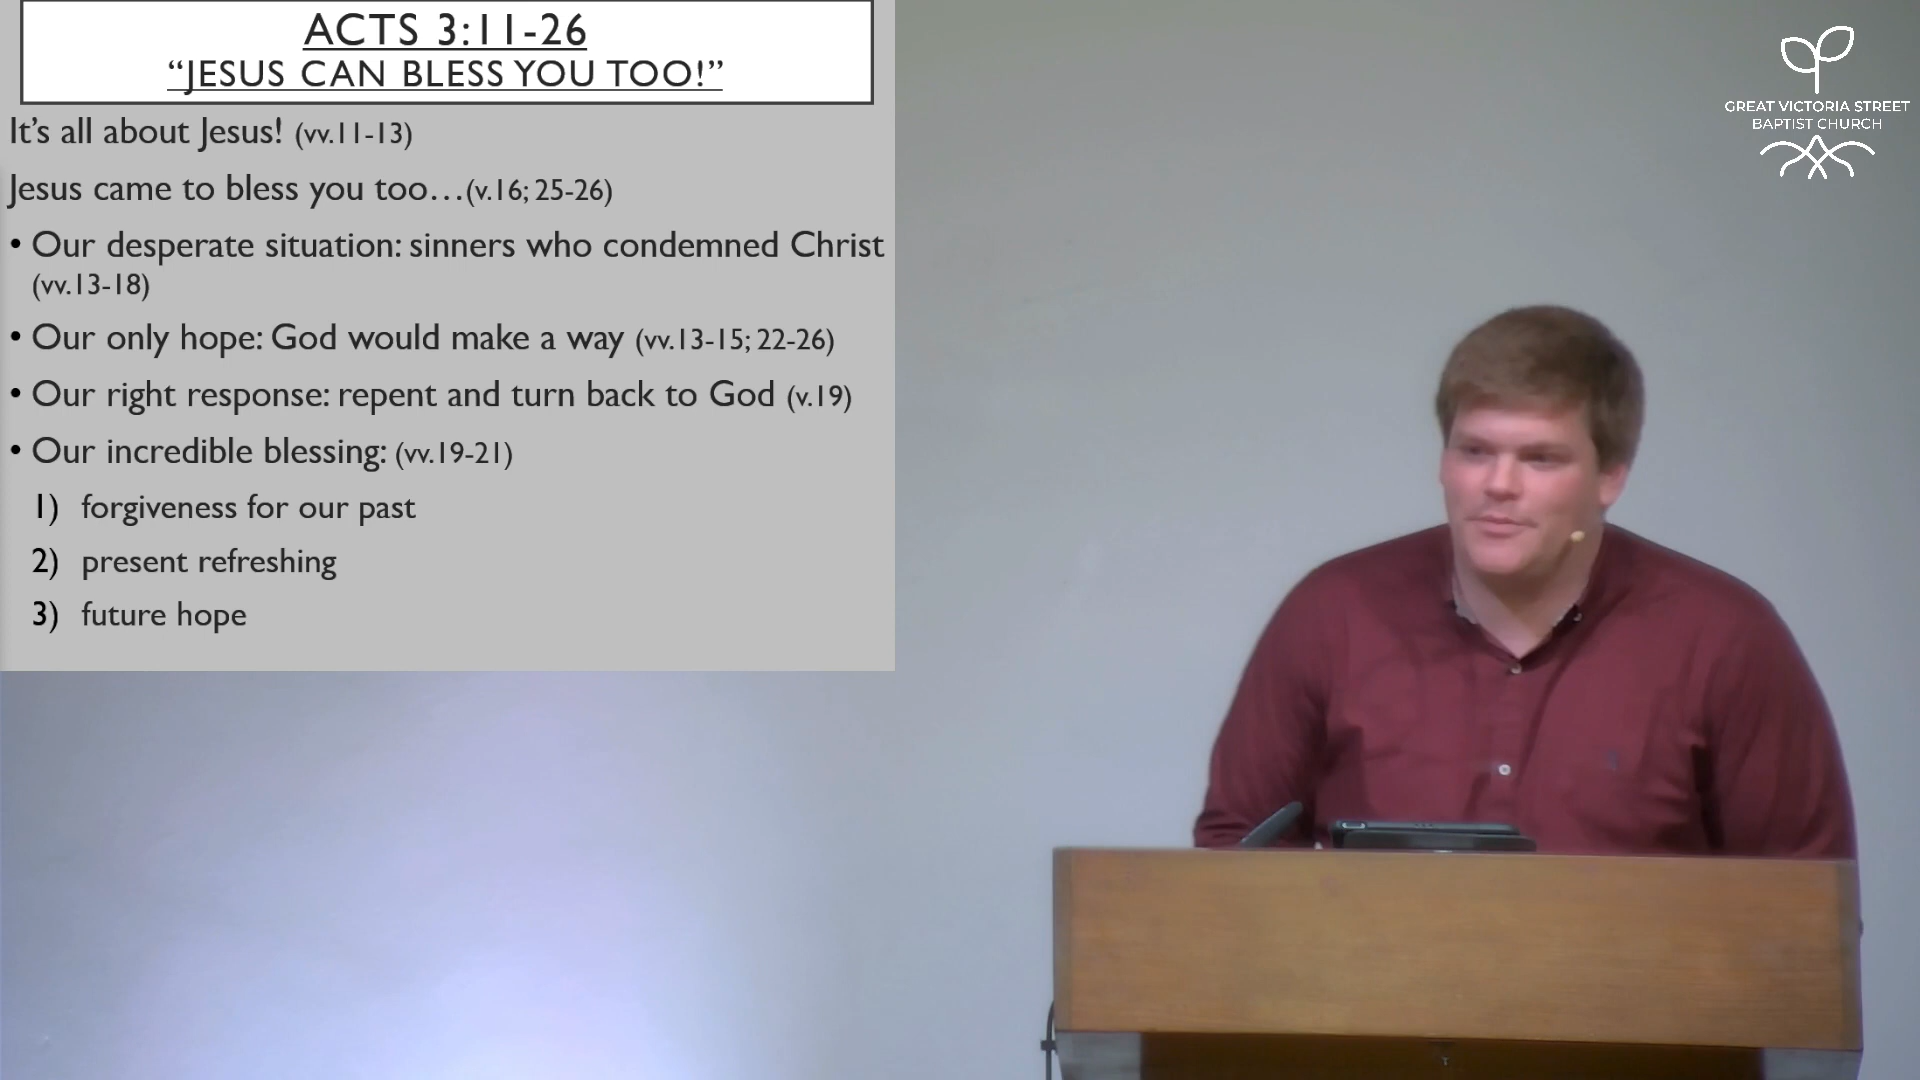 ACTS 3:11-26
“JESUS CAN BLESS YOU TOO!”
It’s all about Jesus! (vv.11-13)
Jesus came to bless you too…(v.16; 25-26)
• Our desperate situation: sinners who condemned Christ
(vv.13-18)
• Our only hope: God would make a way (vv.13-15; 22-26)
• Our right response: repent and turn back to God (v.19)
• Our incredible blessing: (vv.19-21)
1) forgiveness for our past
2) present refreshing
3) future hope
GREAT VICTORIA STREET
BAPTIST CHURCH